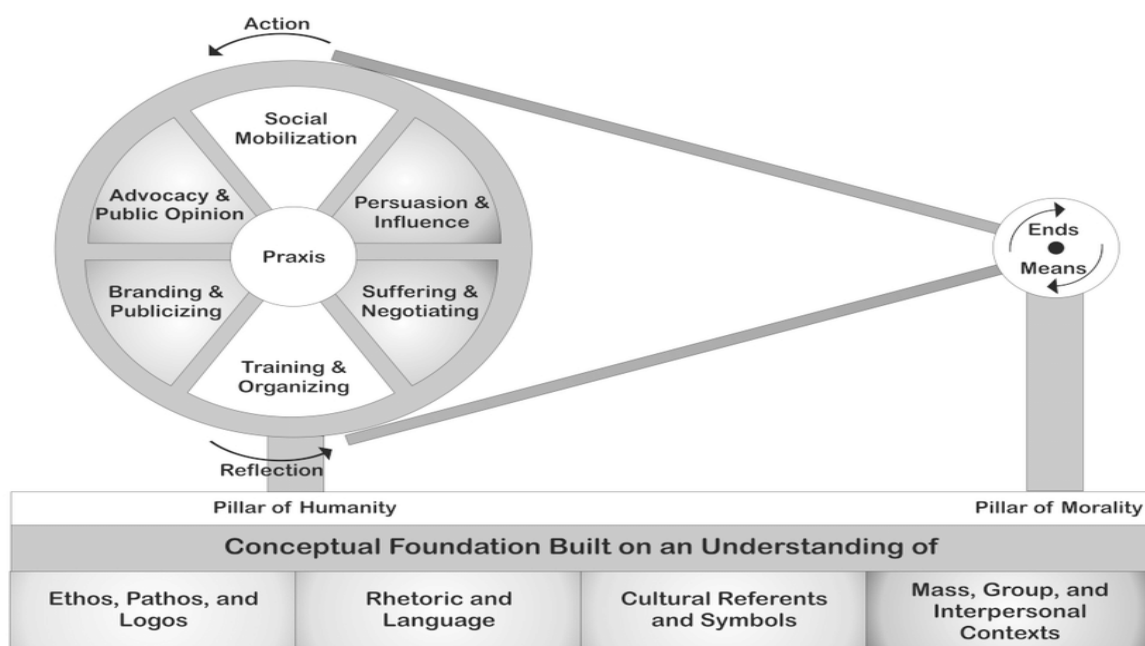 Action
Social
Mobilization
Advocacy &
Public Opinion
Persuasion &
Influence
Praxis
Branding &
Publicizing
Suffering &
Negotiating
Training &
Organizing
Reflection
Ends
Means
Pillar of Humanity
Pillar of Morality
Conceptual Foundation Built on an Understanding of
Ethos, Pathos, and
Logos
Rhetoric and
Language
Cultural Referents
and Symbols
Mass, Group, and
Interpersonal
Contexts